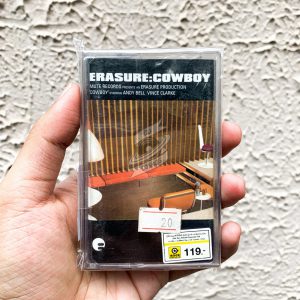 ERASURE:COWBOY
MUTE RECORDS PRESENTS AN ERASURE PRODUCTION
COWBOY STARRING ANDY BELL VINCE CLARKE
e
20
119.-